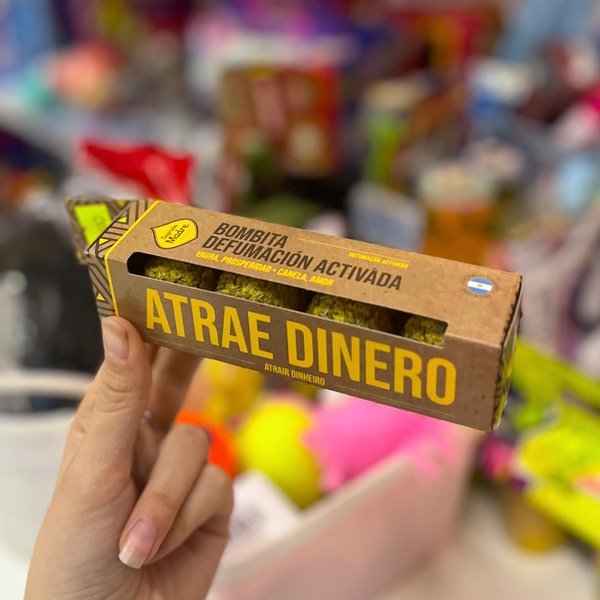 Sagrada
Madre
BOMBITA
DEFUMACIÓN ACTIVADA
DEFUMAÇÃO ACTIVADA
YAGRA, PROSPERIDAD • CANELA, AMOR
ATRAE DINERO
ATRAIR DINHEIRO